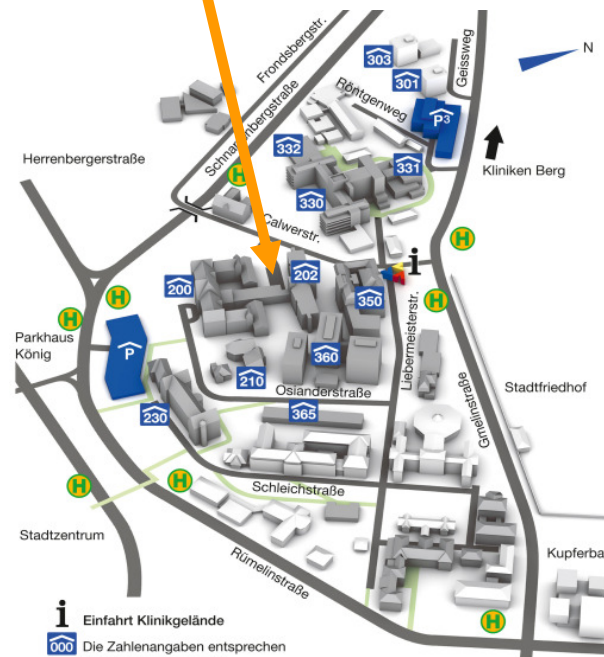 Frondsbergstr.
Schnarrenbergstraße
303
301
Geissweg
N
Röntgenweg
P3
332
331
Kliniken Berg
Herrenbergerstraße
H
330
Calwerstr.
i
H
H
H
200
202
350
H
Liebermeisterstr.
Parkhaus
König
P
360
210
Osianderstraße
Gmelinstraße
Stadtfriedhof
230
365
H
H
Schleichstraße
Stadtzentrum
Rümelinstraße
Kupferba
H
i Einfahrt Klinikgelände
000 Die Zahlenangaben entsprechen